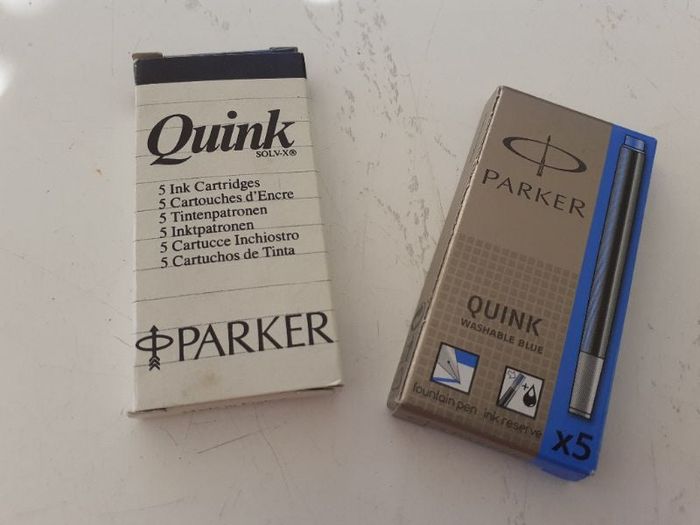 Quink
SOLV-X®
5 Ink Cartridges
5 Cartouches d'Encre
5 Tintenpatronen
5 Inktpatronen
5 Cartucce Inchiostro
5 Cartuchos de Tinta
PARKER
PARKER
QUINK
WASHABLE BLUE
fountain pen
ink reserve
x5